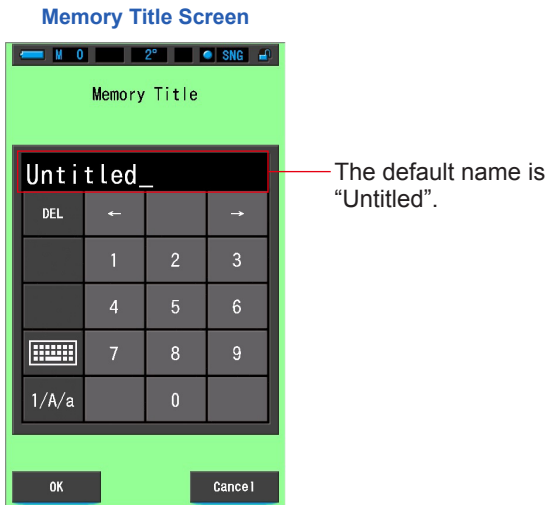 Memory Title Screen
M 0 2° SNG
Memory Title
Untitled_
The default name is
“Untitled”.
DEL ← →
1 2 3
4 5 6
7 8 9
1/A/a 0
OK Cancel